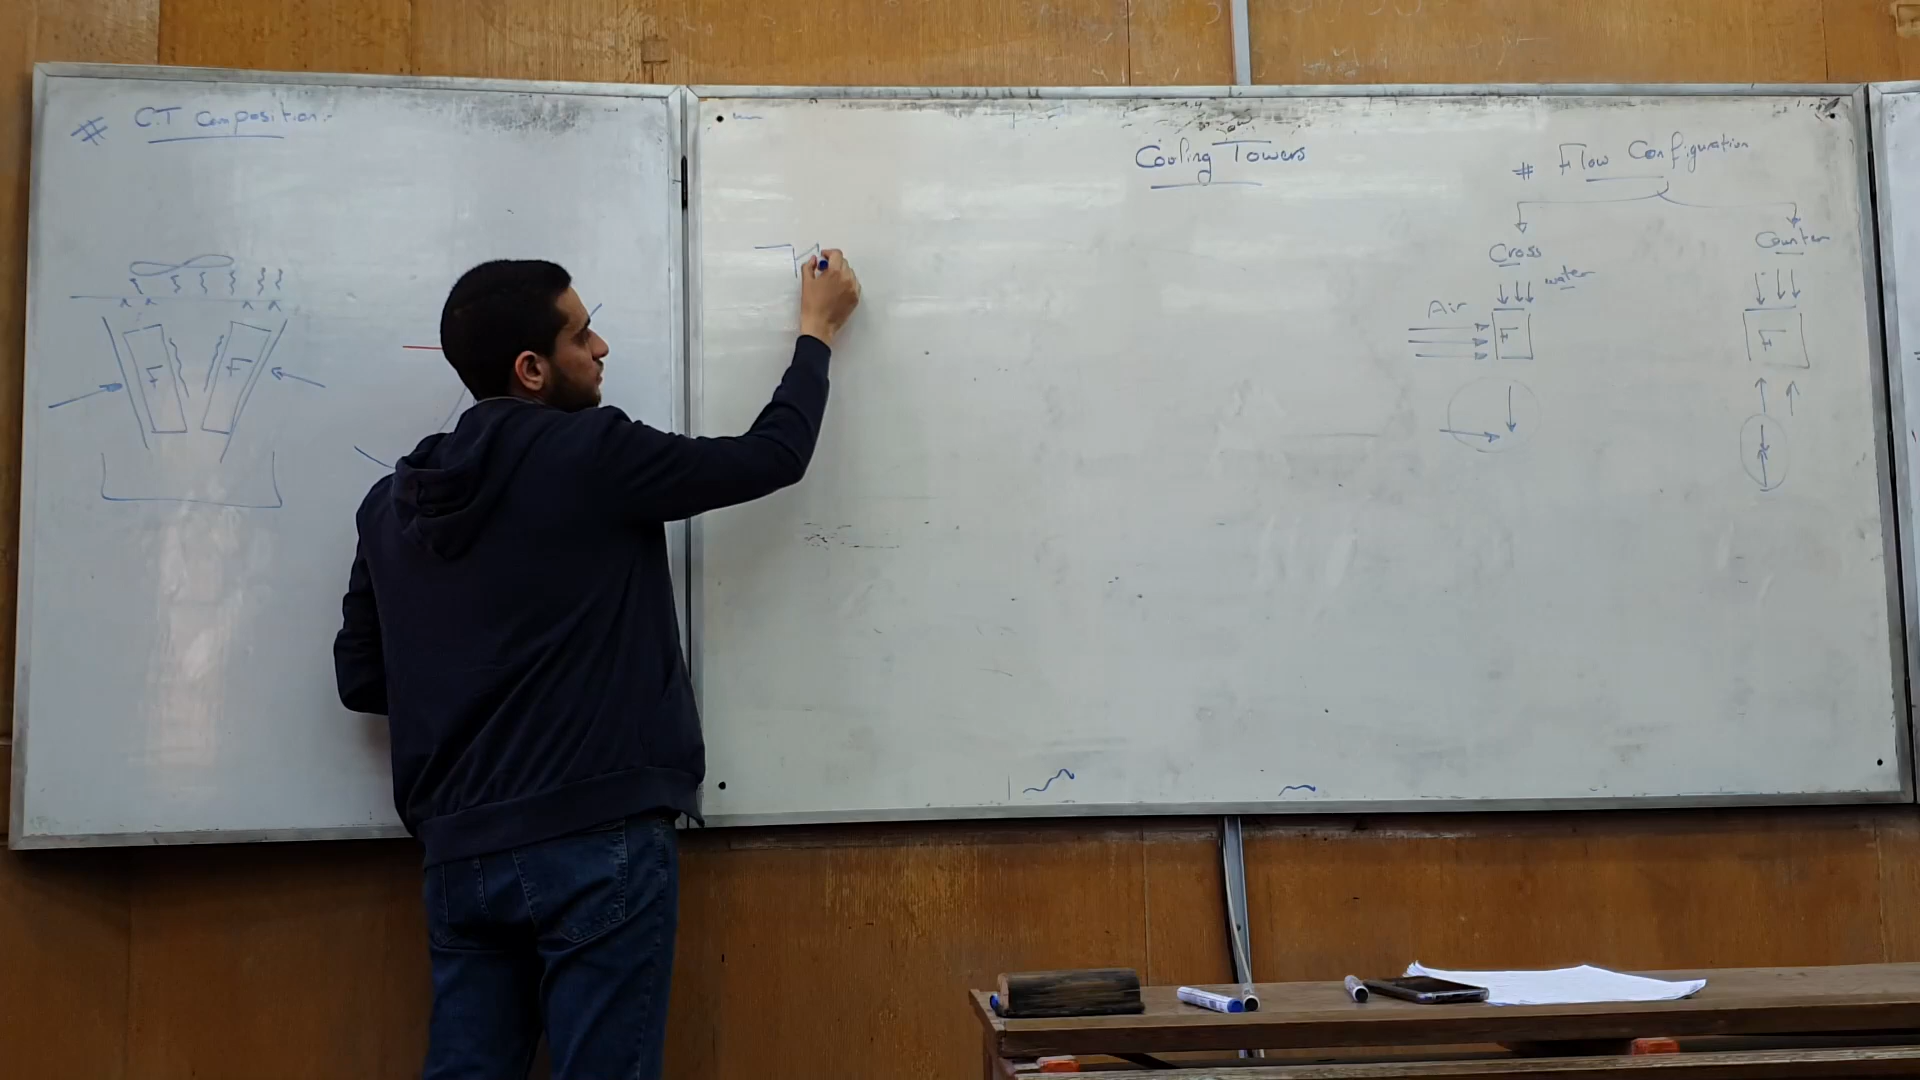 # C.T Composition:-
F F
Cooling Towers
# Flow Configuration
Cross
Counter
water
Air
F
F